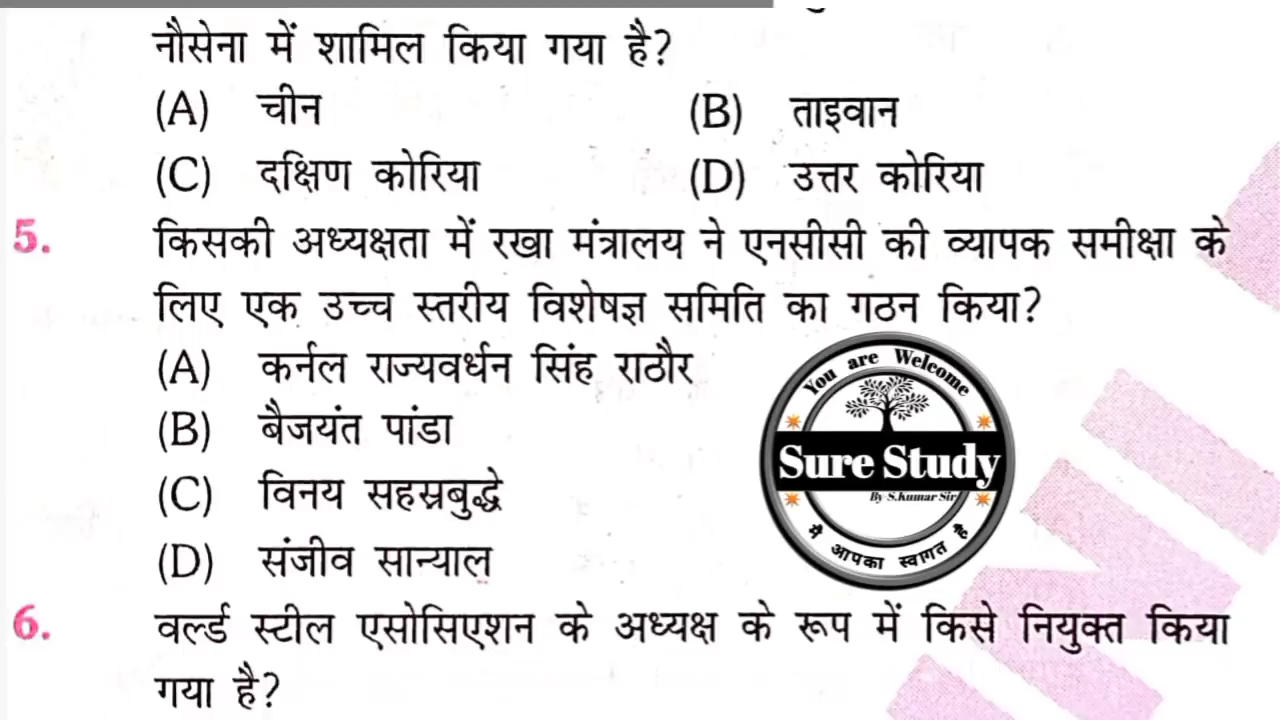 नौसेना में शामिल किया गया है?
(A) चीन (B) ताइवान
(C) दक्षिण कोरिया (D) उत्तर कोरिया
5. किसकी अध्यक्षता में रखा मंत्रालय ने एनसीसी की व्यापक समीक्षा के
लिए एक उच्च स्तरीय विशेषज्ञ समिति का गठन किया?
(A) कर्नल राज्यवर्धन सिंह राठौर
(B) बैजयंत पांडा
(C) विनय सहस्रबुद्धे
(D) संजीव सान्याल
You are Welcome
Sure Study
By S.Kumar Sir
मै आपका स्वागत है
6. वर्ल्ड स्टील एसोसिएशन के अध्यक्ष के रूप में किसे नियुक्त किया
गया है?